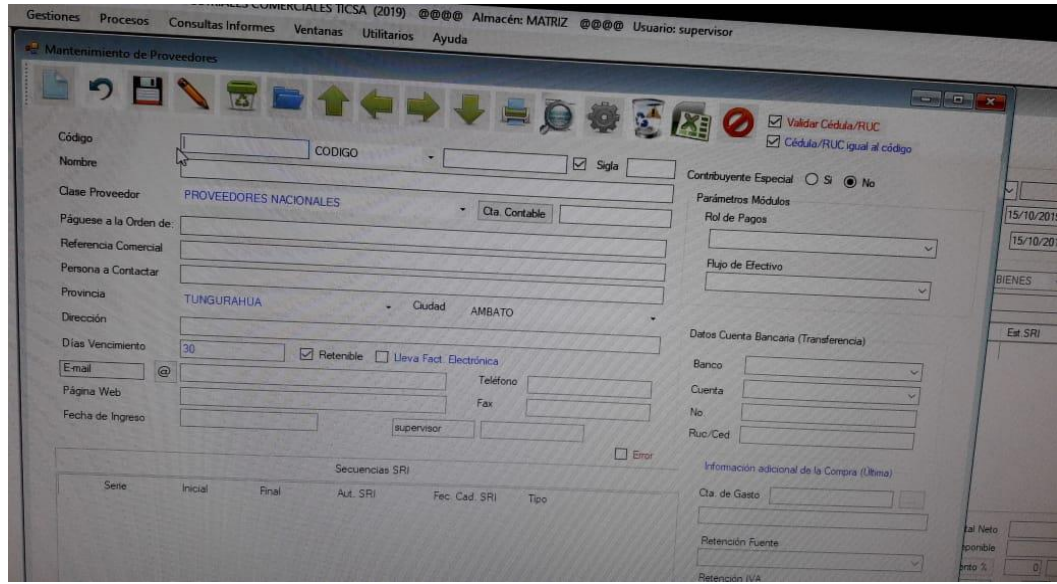 COMERCIALES TICSA (2019) @@@@ Almacén: MATRIZ @@@@ Usuario: supervisor
Gestiones Procesos Consultas Informes Ventanas Utilitarios Ayuda
Mantenimiento de Proveedores
Validar Cédula/RUC
Cédula/RUC igual al código
Código CODIGO Sigla
Nombre
Contribuyente Especial Si No
Clase Proveedor PROVEEDORES NACIONALES Cta. Contable
Parámetros Módulos
Rol de Pagos
Páguese a la Orden de:
Referencia Comercial
Flujo de Efectivo
Persona a Contactar
Provincia TUNGURAHUA Ciudad AMBATO
Dirección
Datos Cuenta Bancaria (Transferencia)
Días Vencimiento 30 Retenible Lleva Fact. Electrónica
Banco
E-mail @ Teléfono
Cuenta
Página Web Fax
No
Fecha de Ingreso supervisor
Ruc/Ced
Error
Secuencias SRI
Información adicional de la Compra (Última)
Serie Inicial Final Aut. SRI Fec. Cad. SRI Tipo
Cta. de Gasto
Retención Fuente
Retención IVA
15/10/2019
15/10/201
BIENES
Est SRI
tal Neto
sponible
ento % 0